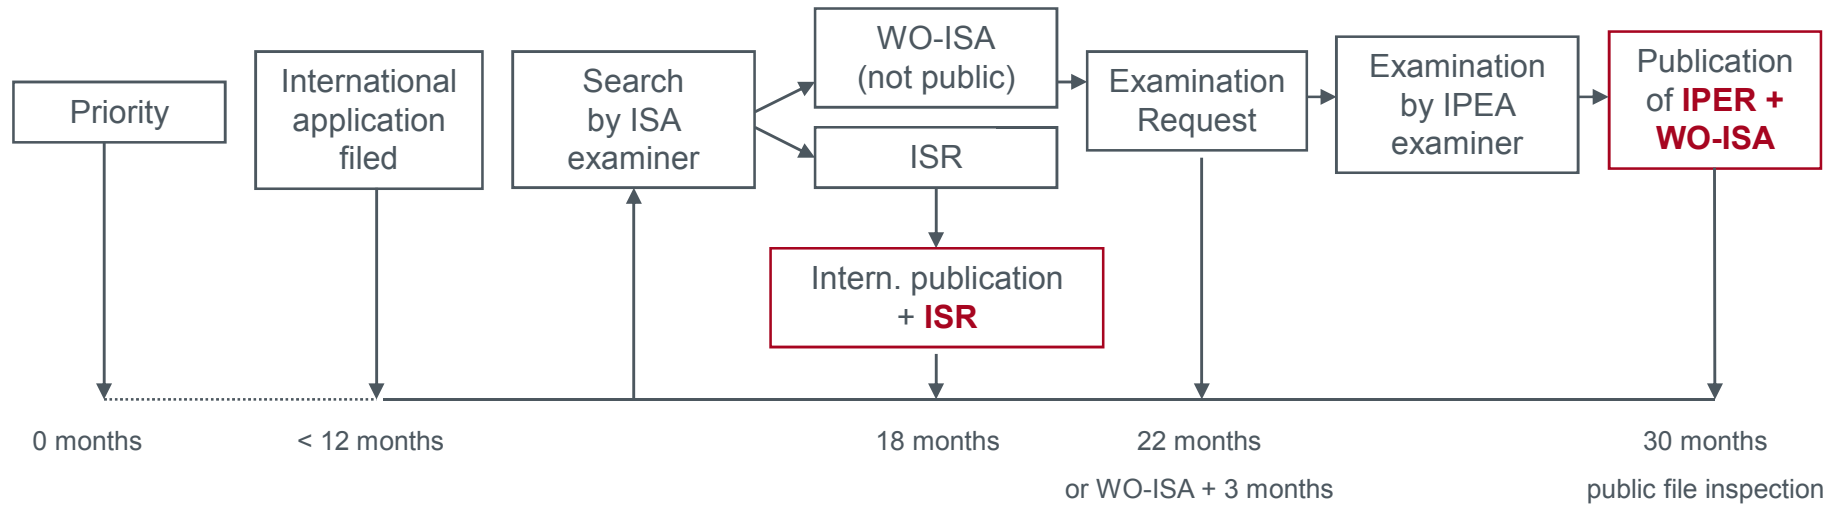 Priority
International
application
filed
Search
by ISA
examiner
WO-ISA
(not public)
ISR
Intern. publication
+ ISR
Examination
Request
Examination
by IPEA
examiner
Publication
of IPER +
WO-ISA
0 months
< 12 months
18 months
22 months
or WO-ISA + 3 months
30 months
public file inspection